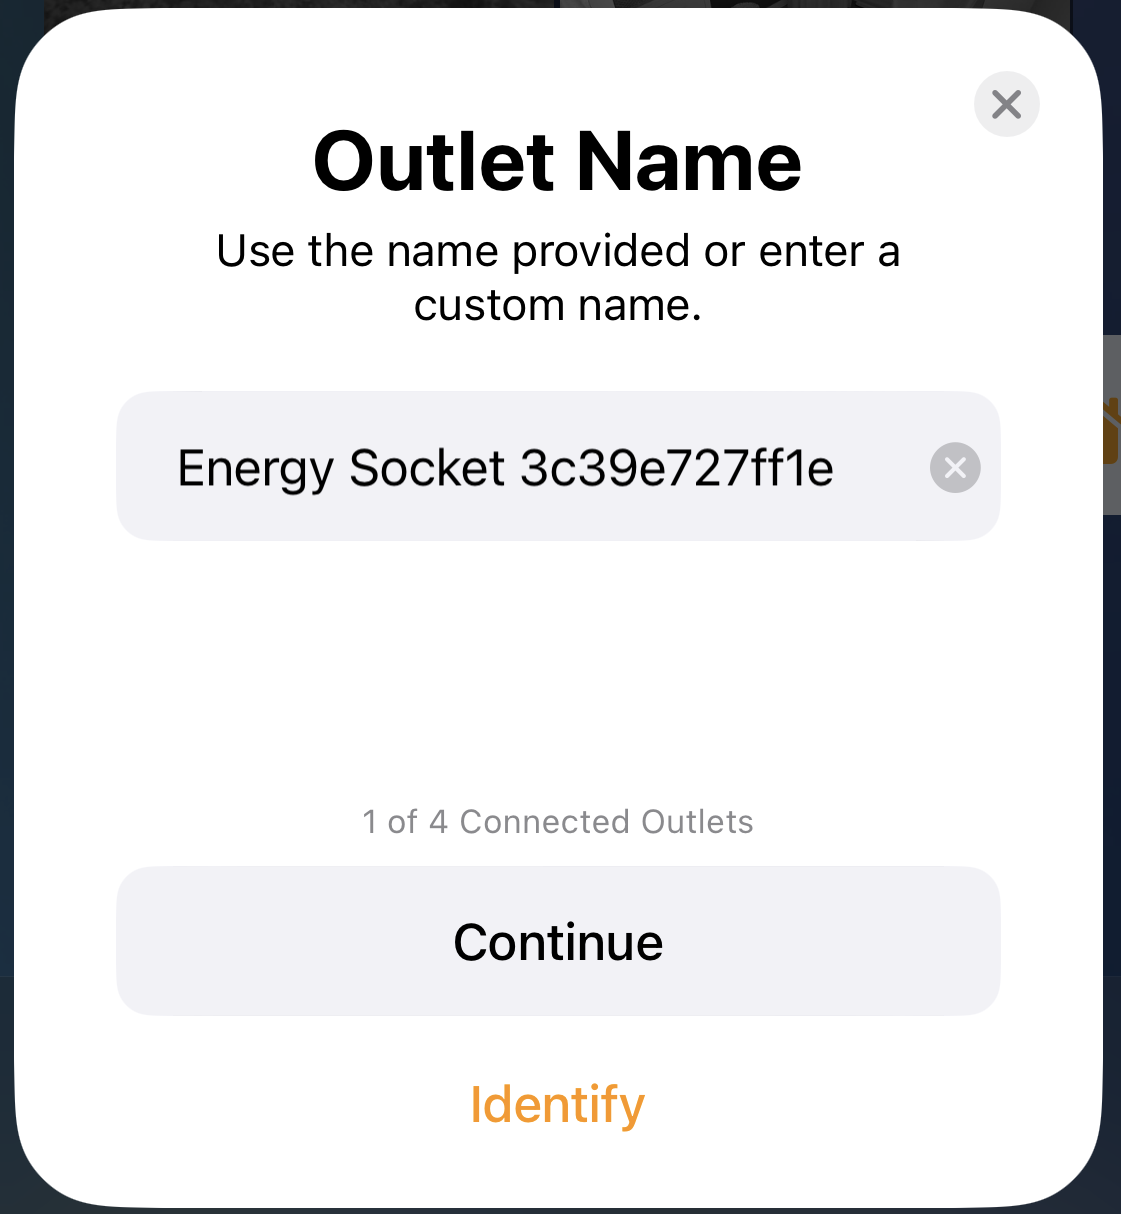 Outlet Name
Use the name provided or enter a
custom name.
Energy Socket 3c39e727ff1e
1 of 4 Connected Outlets
Continue
Identify